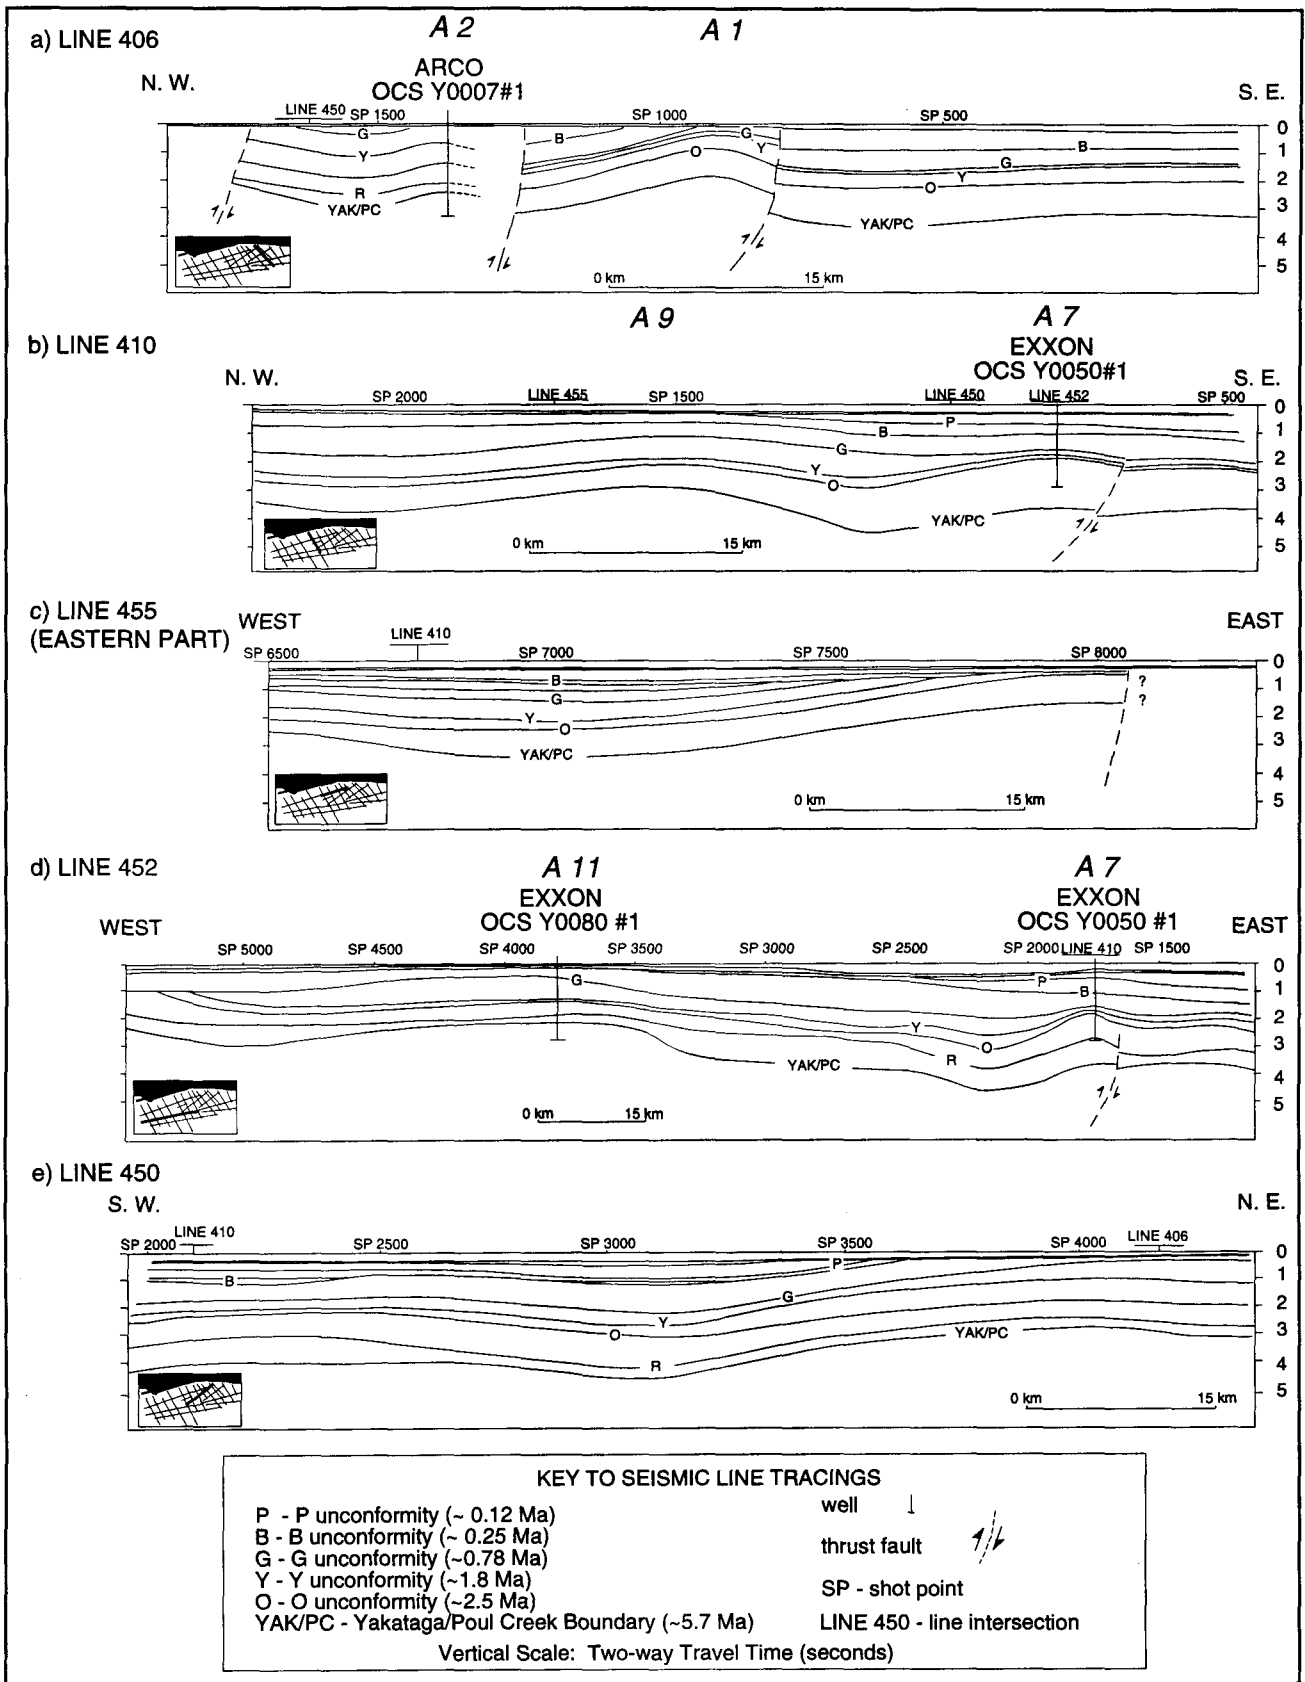 a) LINE 406
A 2
A 1
ARCO
OCS Y0007#1
N. W.
S. E.
LINE 450
SP 1500
SP 1000
SP 500
G
Y
R
YAK/PC
B
O
G
Y
B
G
Y
O
YAK/PC
0
1
2
3
4
5
0 km
15 km
A 9
A 7
b) LINE 410
EXXON
OCS Y0050#1
N. W.
S. E.
SP 2000
LINE 455
SP 1500
LINE 450
LINE 452
SP 500
P
B
G
Y
O
YAK/PC
0
1
2
3
4
5
0 km
15 km
c) LINE 455
(EASTERN PART)
WEST
EAST
LINE 410
SP 6500
SP 7000
SP 7500
SP 8000
B
G
Y
O
YAK/PC
?
?
0
1
2
3
4
5
0 km
15 km
d) LINE 452
A 11
A 7
EXXON
OCS Y0080 #1
EXXON
OCS Y0050 #1
WEST
EAST
SP 5000
SP 4500
SP 4000
SP 3500
SP 3000
SP 2500
SP 2000
LINE 410
SP 1500
G
P
B
Y
O
R
YAK/PC
0
1
2
3
4
5
0 km
15 km
e) LINE 450
S. W.
N. E.
SP 2000
LINE 410
SP 2500
SP 3000
SP 3500
SP 4000
LINE 406
P
B
G
Y
O
R
YAK/PC
0
1
2
3
4
5
0 km
15 km
KEY TO SEISMIC LINE TRACINGS
P - P unconformity (~ 0.12 Ma)
B - B unconformity (~ 0.25 Ma)
G - G unconformity (~0.78 Ma)
Y - Y unconformity (~1.8 Ma)
O - O unconformity (~2.5 Ma)
YAK/PC - Yakataga/Poul Creek Boundary (~5.7 Ma)
well
thrust fault
SP - shot point
LINE 450 - line intersection
Vertical Scale: Two-way Travel Time (seconds)